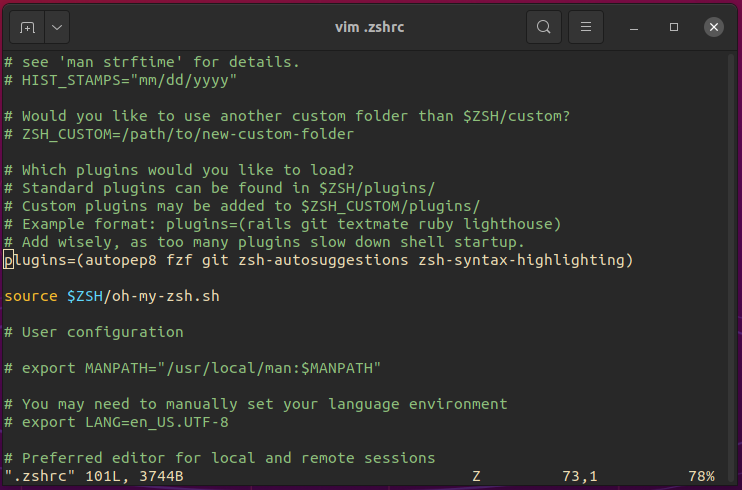 vim .zshrc
# see 'man strftime' for details.
# HIST_STAMPS="mm/dd/yyyy"
# Would you like to use another custom folder than $ZSH/custom?
# ZSH_CUSTOM=/path/to/new-custom-folder
# Which plugins would you like to load?
# Standard plugins can be found in $ZSH/plugins/
# Custom plugins may be added to $ZSH_CUSTOM/plugins/
# Example format: plugins=(rails git textmate ruby lighthouse)
# Add wisely, as too many plugins slow down shell startup.
plugins=(autopep8 fzf git zsh-autosuggestions zsh-syntax-highlighting)
source $ZSH/oh-my-zsh.sh
# User configuration
# export MANPATH="/usr/local/man:$MANPATH"
# You may need to manually set your language environment
# export LANG=en_US.UTF-8
# Preferred editor for local and remote sessions
".zshrc" 101L, 3744B Z 73,1 78%